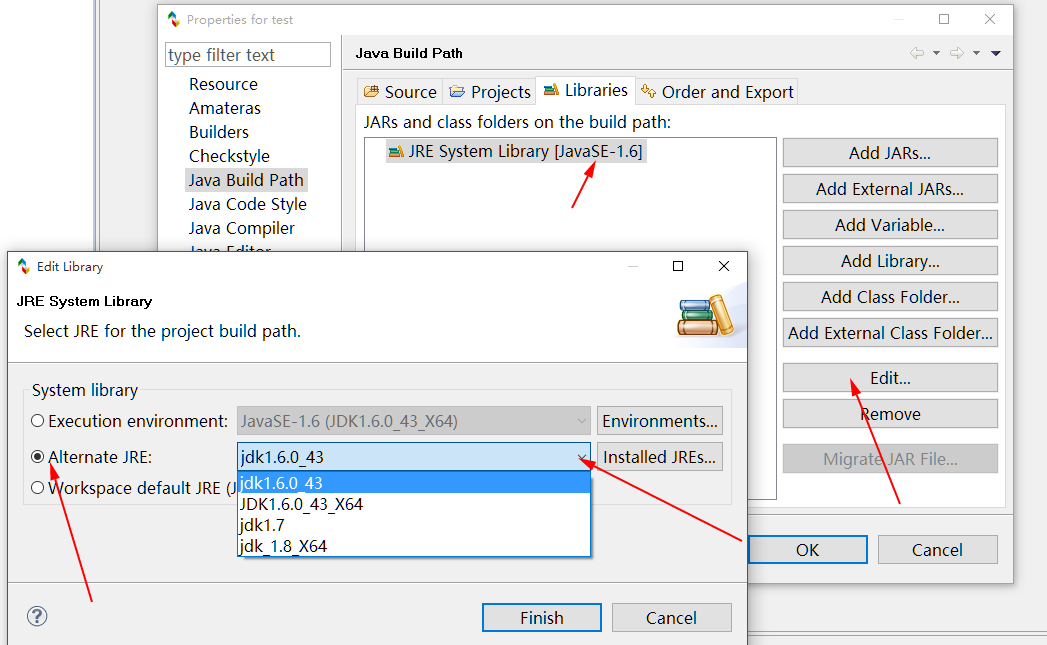 Properties for test
type filter text
Resource
Amateras
Builders
Checkstyle
Java Build Path
Java Code Style
Java Compiler
Java Editor
Java Build Path
Source
Projects
Libraries
Order and Export
JARs and class folders on the build path:
JRE System Library [JavaSE-1.6]
Add JARs...
Add External JARs...
Add Variable...
Add Library...
Add Class Folder...
Add External Class Folder...
Edit...
Remove
Migrate JAR File...
OK
Cancel
Edit Library
JRE System Library
Select JRE for the project build path.
System library
Execution environment:
JavaSE-1.6 (JDK1.6.0_43_X64)
Environments...
Alternate JRE:
jdk1.6.0_43
Installed JREs...
Workspace default JRE (J
jdk1.6.0_43
JDK1.6.0_43_X64
jdk1.7
jdk_1.8_X64
Finish
Cancel